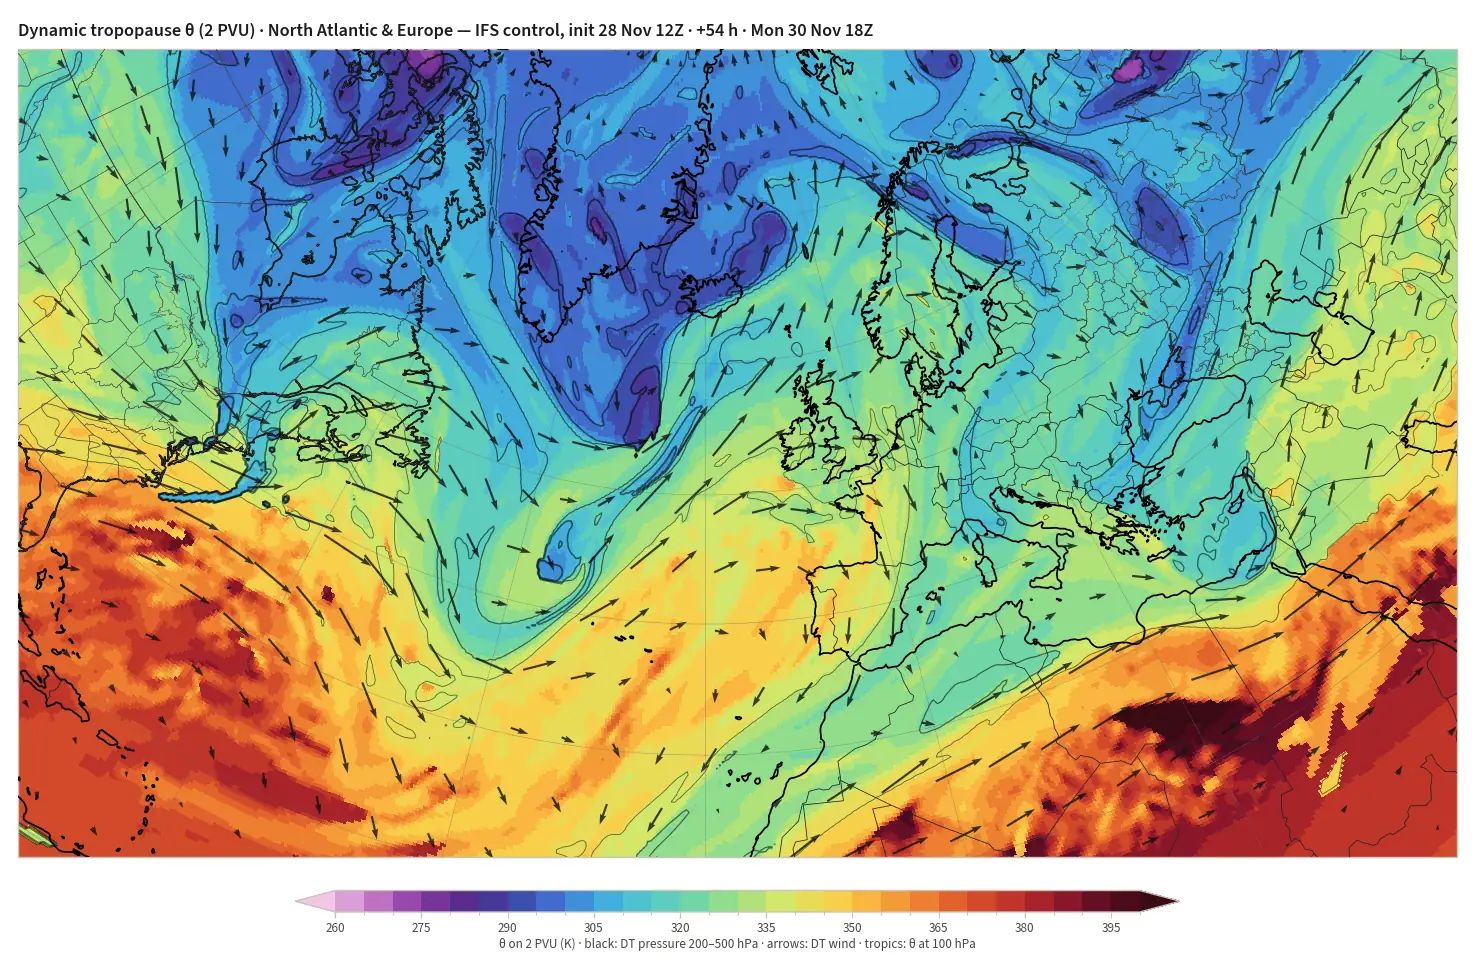 Dynamic tropopause θ (2 PVU) · North Atlantic & Europe — IFS control, init 28 Nov 12Z · +54 h · Mon 30 Nov 18Z
260 275 290 305 320 335 350 365 380 395
θ on 2 PVU (K) · black: DT pressure 200–500 hPa · arrows: DT wind · tropics: θ at 100 hPa